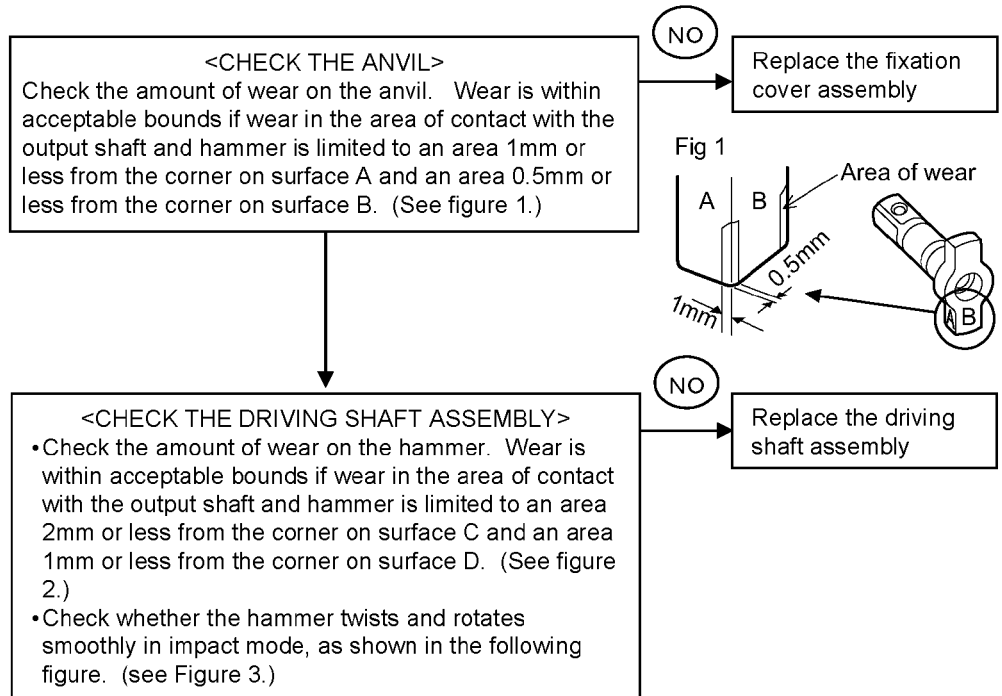 <CHECK THE ANVIL>
Check the amount of wear on the anvil.   Wear is within
acceptable bounds if wear in the area of contact with the
output shaft and hammer is limited to an area 1mm or
less from the corner on surface A and an area 0.5mm or
less from the corner on surface B.  (See figure 1.)
NO
Replace the fixation
cover assembly
Fig 1
A
B
Area of wear
0.5mm
1mm
A
B
<CHECK THE DRIVING SHAFT ASSEMBLY>
•Check the amount of wear on the hammer.  Wear is
within acceptable bounds if wear in the area of contact
with the output shaft and hammer is limited to an area
2mm or less from the corner on surface C and an area
1mm or less from the corner on surface D.  (See figure
2.)
•Check whether the hammer twists and rotates
smoothly in impact mode, as shown in the following
figure.  (see Figure 3.)
NO
Replace the driving
shaft assembly